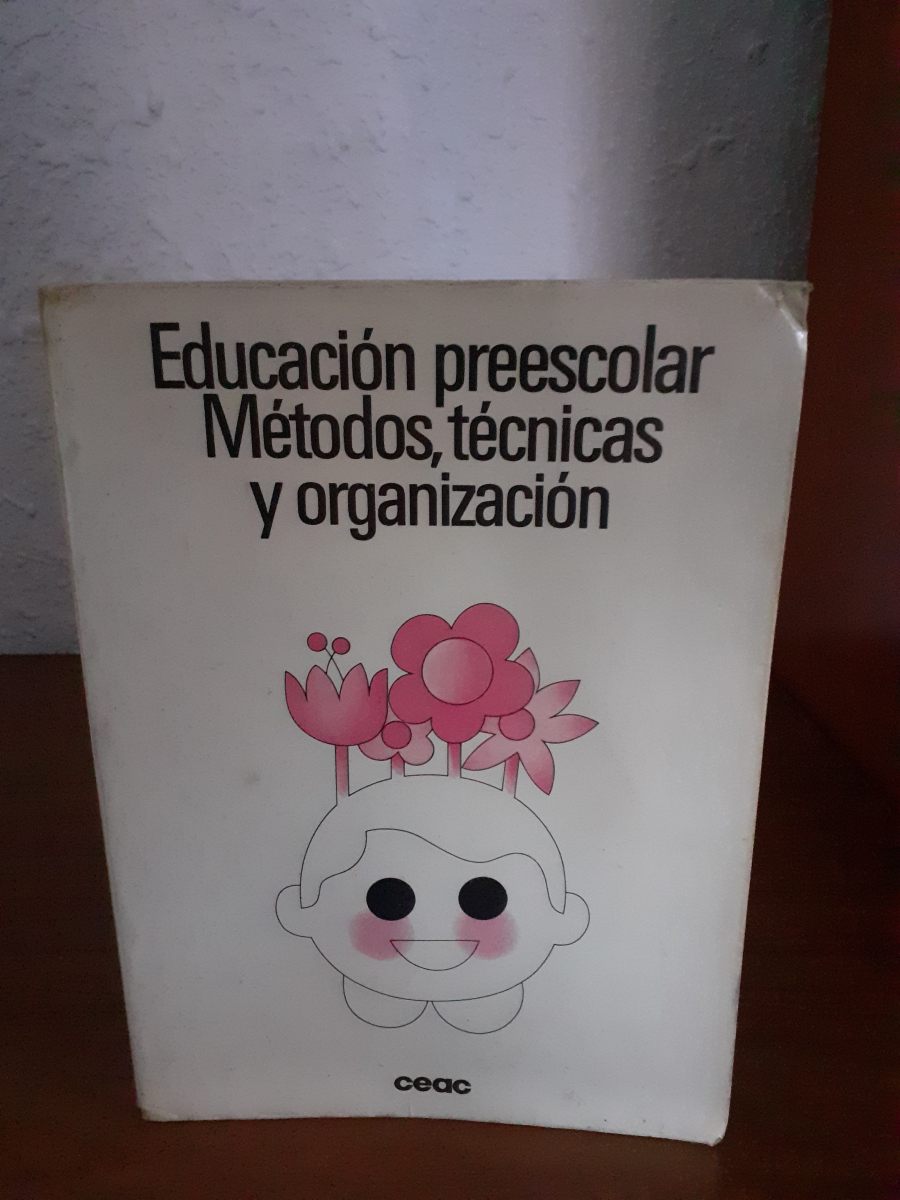 Educación preescolar
Métodos, técnicas
y organización
ceac